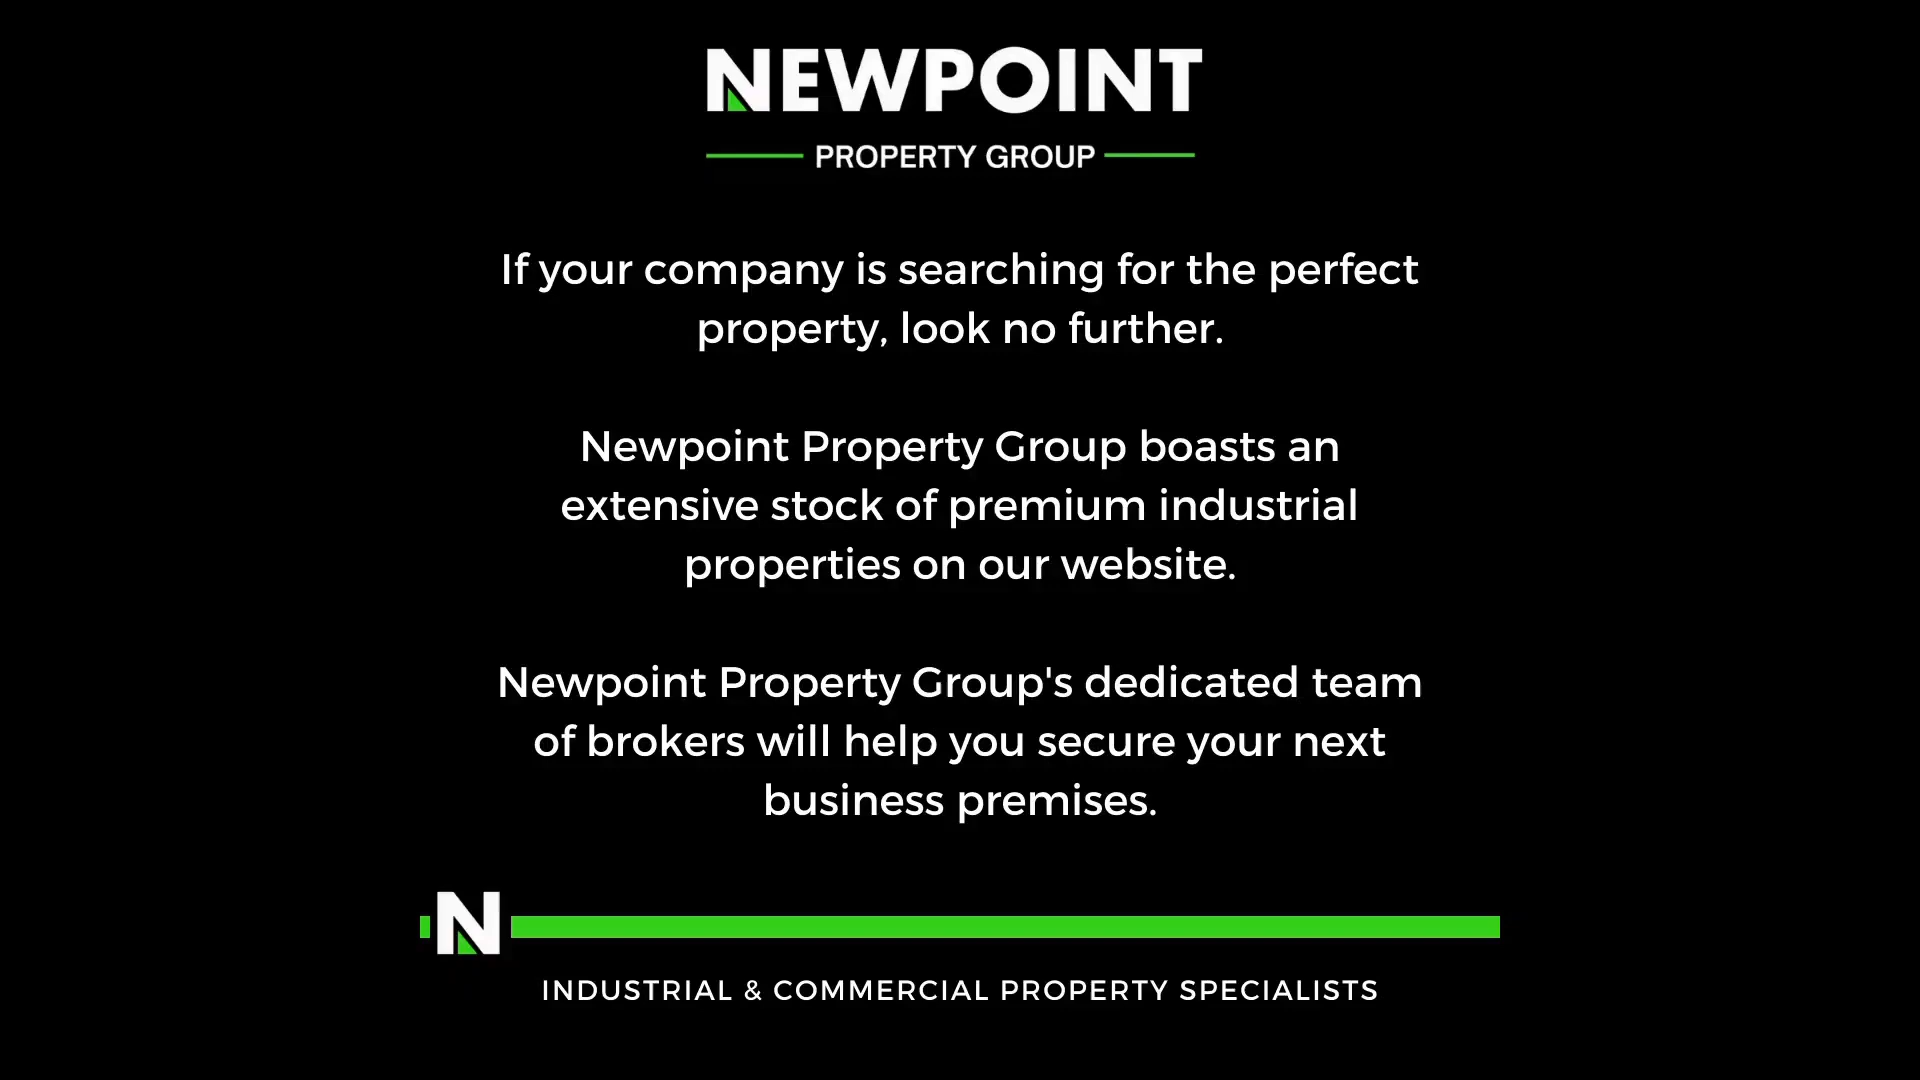 NEWPOINT
PROPERTY GROUP
If your company is searching for the perfect
property, look no further.
Newpoint Property Group boasts an
extensive stock of premium industrial
properties on our website.
Newpoint Property Group's dedicated team
of brokers will help you secure your next
business premises.
N
INDUSTRIAL & COMMERCIAL PROPERTY SPECIALISTS